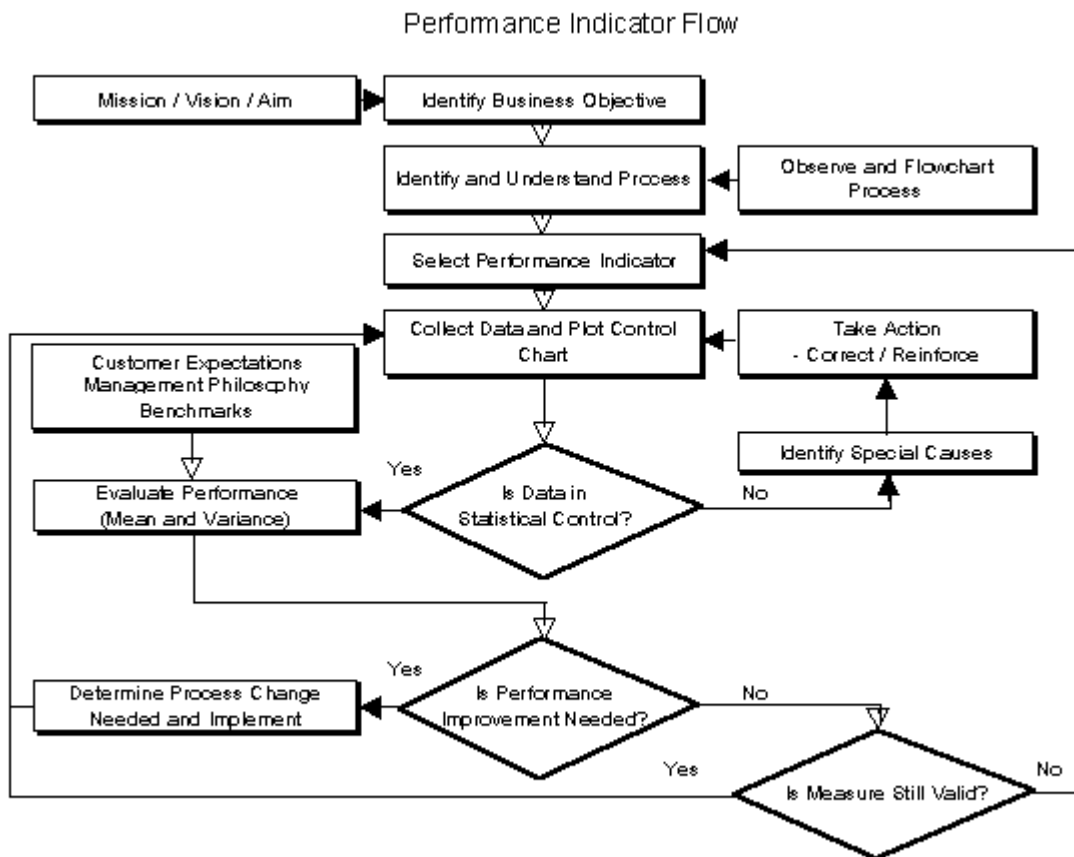 Performance Indicator Flow
Mission / Vision / Aim
Identify Business Objective
Identify and Understand Process
Observe and Flowchart
Process
Select Performance Indicator
Collect Data and Plot Control
Chart
Take Action
- Correct / Reinforce
Customer Expectations
Management Philosophy
Benchmarks
Identify Special Causes
Yes
Is Data in
Statistical Control?
No
Evaluate Performance
(Mean and Variance)
Yes
Is Performance
Improvement Needed?
No
Determine Process Change
Needed and Implement
Yes
Is Measure Still Valid?
No